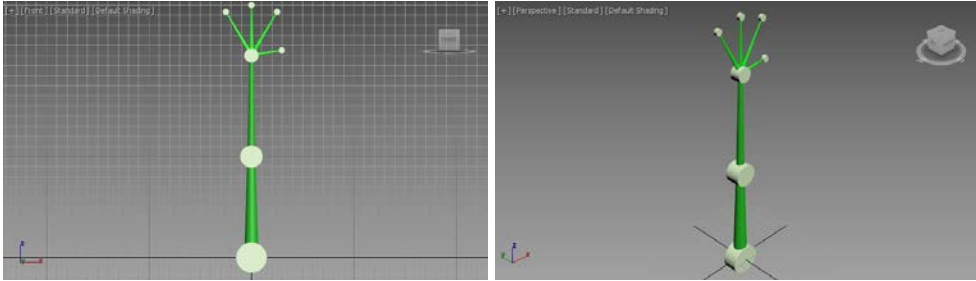 [+] [Front] [Standard] [Default Shading]
[+] [Perspective] [Standard] [Default Shading]
z
x
z
y
x